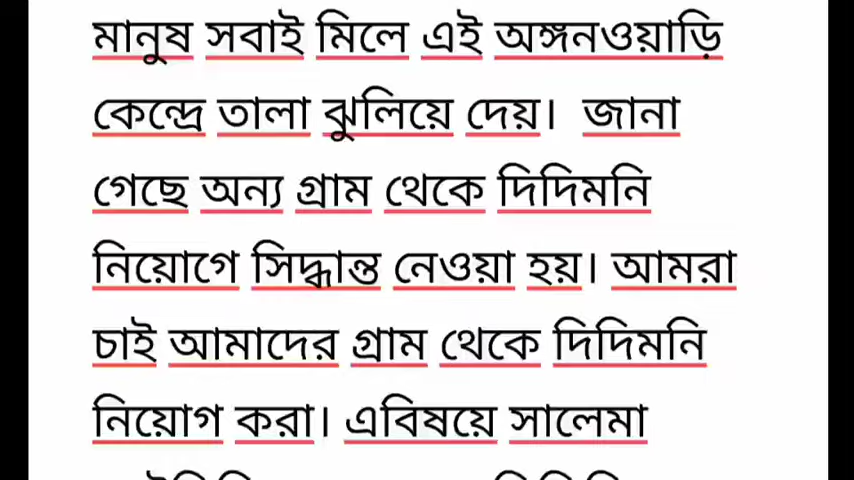 মানুষ সবাই মিলে এই অঙ্গনওয়াড়ি
কেন্দ্রে তালা ঝুলিয়ে দেয়। জানা
গেছে অন্য গ্রাম থেকে দিদিমনি
নিয়োগে সিদ্ধান্ত নেওয়া হয়। আমরা
চাই আমাদের গ্রাম থেকে দিদিমনি
নিয়োগ করা। এবিষয়ে সালেমা